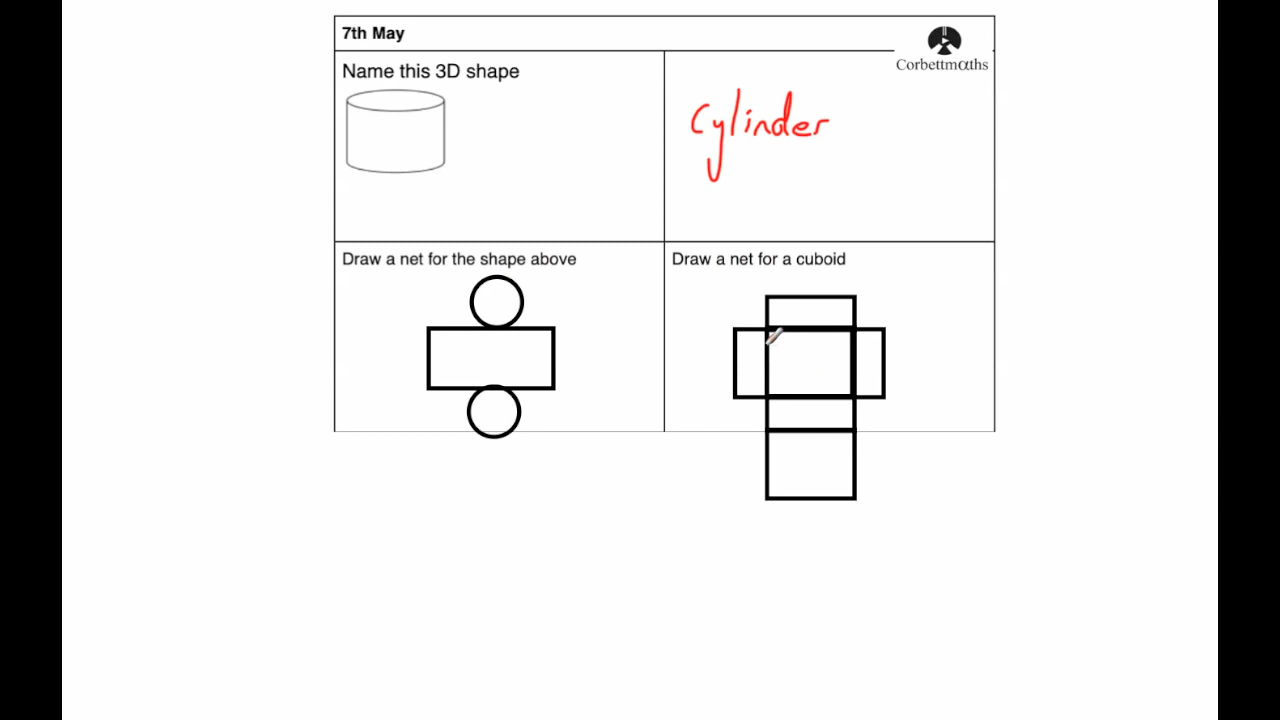 7th May
Corbettmαths
Name this 3D shape
Cylinder
Draw a net for the shape above
Draw a net for a cuboid